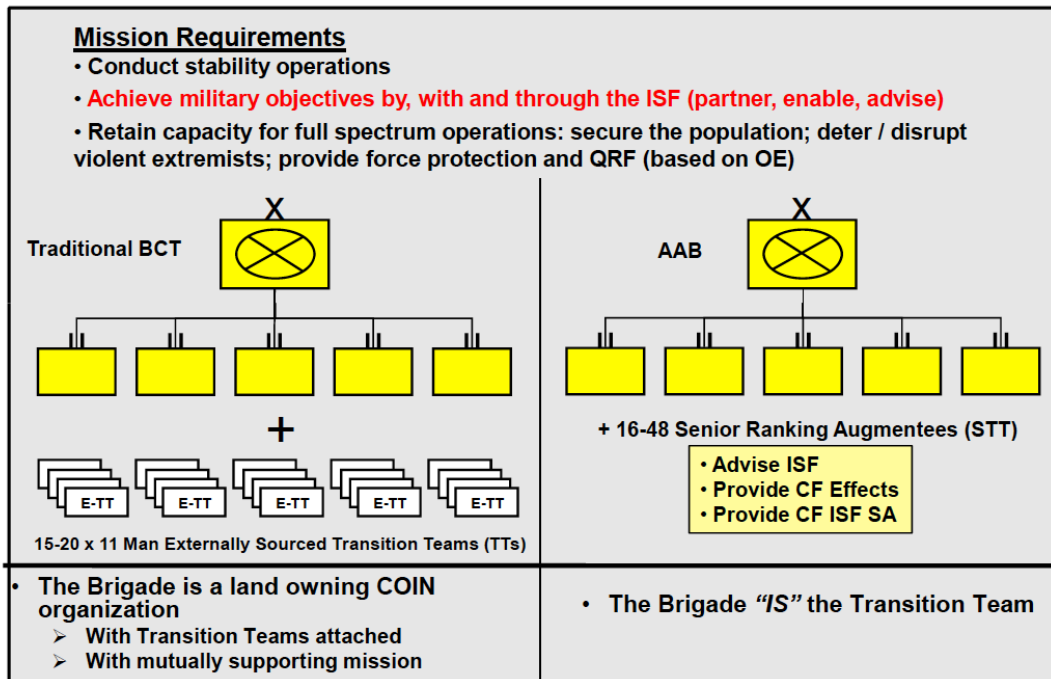 Mission Requirements
• Conduct stability operations
• Achieve military objectives by, with and through the ISF (partner, enable, advise)
• Retain capacity for full spectrum operations: secure the population; deter / disrupt
violent extremists; provide force protection and QRF (based on OE)
X
Traditional BCT
+
E-TT
E-TT
E-TT
E-TT
E-TT
15-20 x 11 Man Externally Sourced Transition Teams (TTs)
X
AAB
+ 16-48 Senior Ranking Augmentees (STT)
• Advise ISF
• Provide CF Effects
• Provide CF ISF SA
• The Brigade is a land owning COIN
organization
➢ With Transition Teams attached
➢ With mutually supporting mission
• The Brigade “IS” the Transition Team